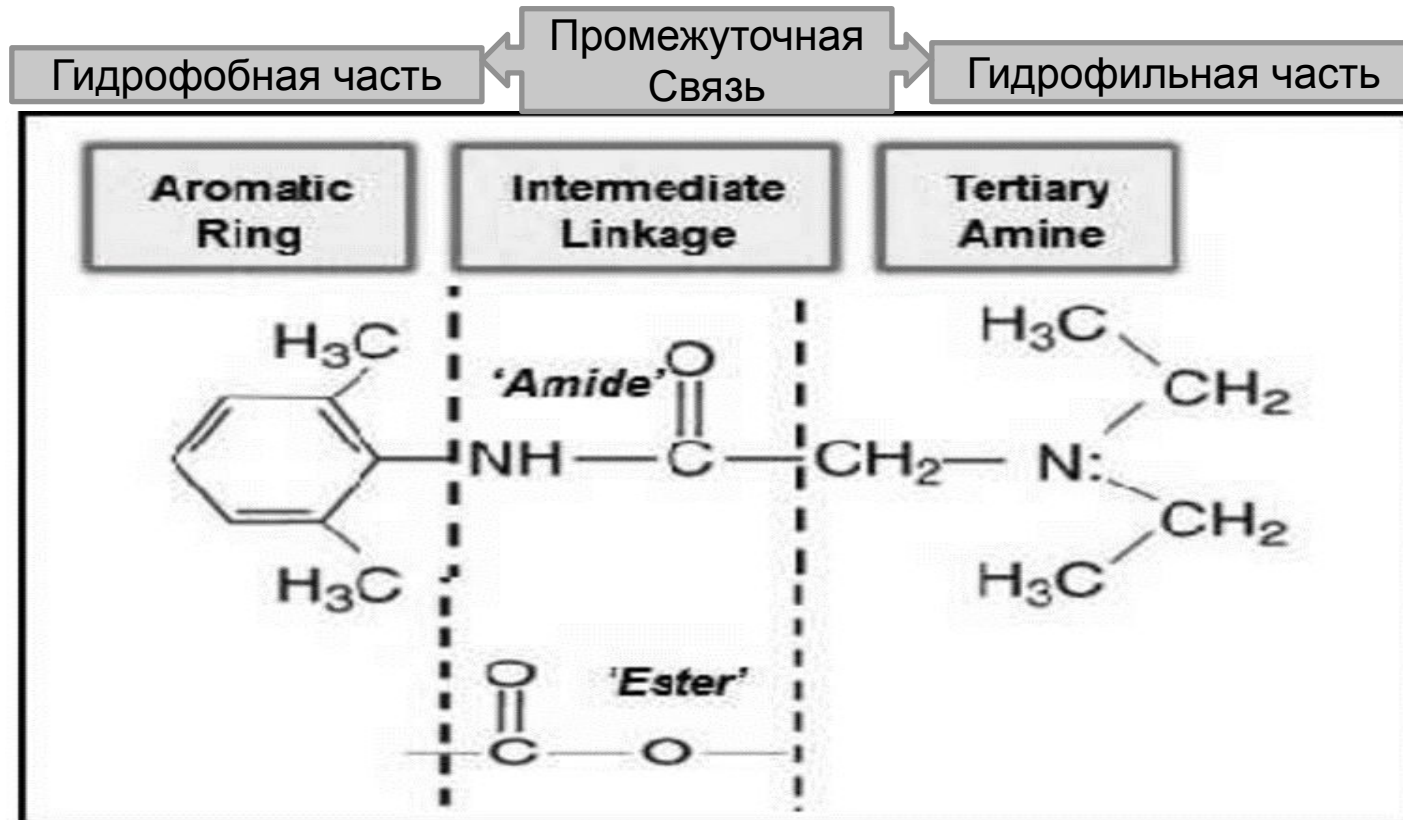 Промежуточная
Связь
Гидрофобная часть
Гидрофильная часть
Aromatic
Ring
Intermediate
Linkage
Tertiary
Amine
H₃C
'Amide'
O
H₃C
CH₂
NH
C
CH₂
N:
CH₂
H₃C
H₃C
O
'Ester'
C
O